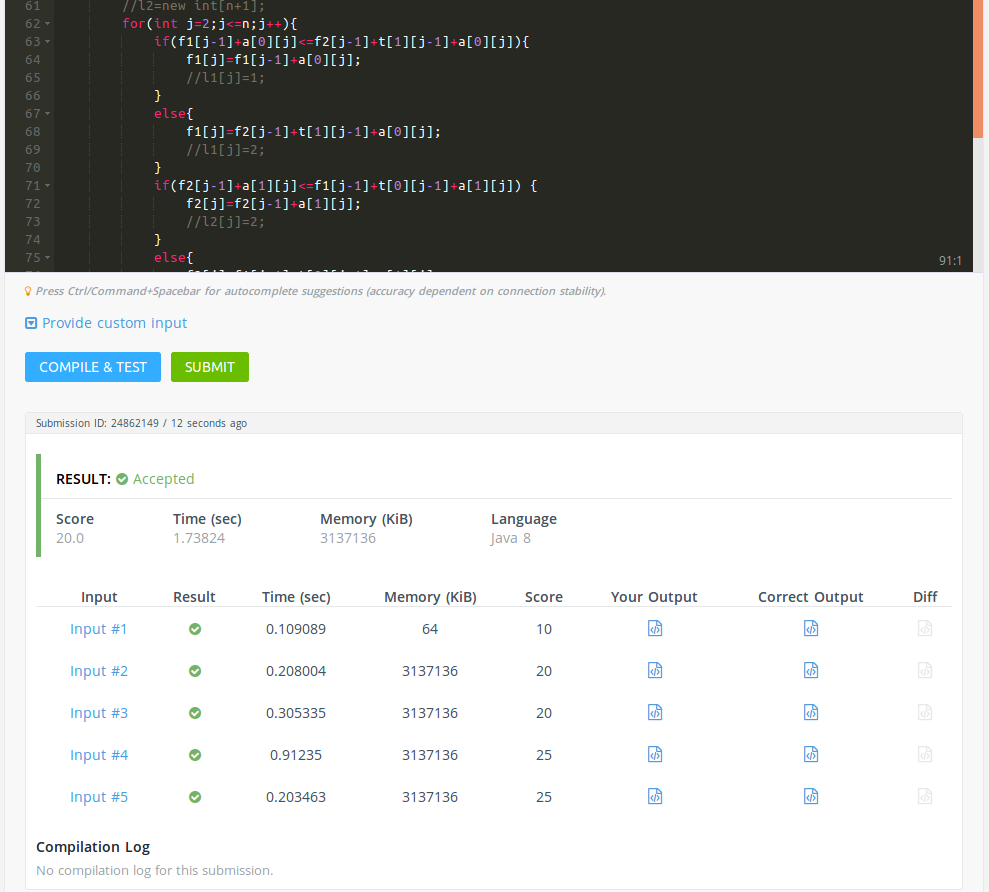 61 //l2=new int[n+1];
62 for(int j=2;j<=n;j++){
63 if(f1[j-1]+a[0][j]<=f2[j-1]+t[1][j-1]+a[0][j]){
64 f1[j]=f1[j-1]+a[0][j];
65 //l1[j]=1;
66 }
67 else{
68 f1[j]=f2[j-1]+t[1][j-1]+a[0][j];
69 //l1[j]=2;
70 }
71 if(f2[j-1]+a[1][j]<=f1[j-1]+t[0][j-1]+a[1][j]) {
72 f2[j]=f2[j-1]+a[1][j];
73 //l2[j]=2;
74 }
75 else{
91:1
Press Ctrl/Command+Spacebar for autocomplete suggestions (accuracy dependent on connection stability).
Provide custom input
COMPILE & TEST SUBMIT
Submission ID: 24862149 / 12 seconds ago
RESULT: Accepted
Score Time (sec) Memory (KiB) Language
20.0 1.73824 3137136 Java 8
Input Result Time (sec) Memory (KiB) Score Your Output Correct Output Diff
Input #1 0.109089 64 10
Input #2 0.208004 3137136 20
Input #3 0.305335 3137136 20
Input #4 0.91235 3137136 25
Input #5 0.203463 3137136 25
Compilation Log
No compilation log for this submission.